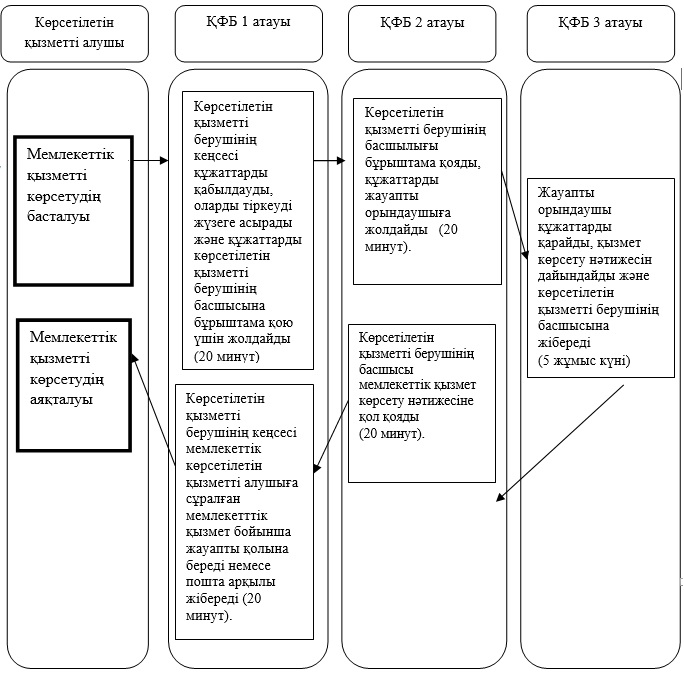 Көрсетілетін
қызметті алушы
ҚФБ 1 атауы
ҚФБ 2 атауы
ҚФБ 3 атауы
Мемлекеттік
қызметті
көрсетудің
басталуы
Көрсетілетін
қызметті
берушінің
кеңсесі
құжаттарды
қабылдауды,
оларды тіркеуді
жүзеге асырады
және құжаттарды
көрсетілетін
қызметті
берушінің
басшысына
бұрыштама қою
үшін жолдайды
(20 минут)
Көрсетілетін
қызметті берушінің
басшылығы
бұрыштама қояды,
құжаттарды
жауапты
орындаушыға
жолдайды (20
минут).
Жауапты
орындаушы
құжаттарды
қарайды, қызмет
көрсету нәтижесін
дайындайды және
көрсетілетін
қызметті берушінің
басшысына
жібереді
(5 жұмыс күні)
Көрсетілетін
қызметті берушінің
басшысы
мемлекеттік қызмет
көрсету нәтижесіне
қол қояды
(20 минут).
Көрсетілетін
қызметті
берушінің кеңсесі
мемлекеттік
көрсетілетін
қызметті алушыға
сұралған
мемлекетттік
қызмет бойынша
жауапты қолына
береді немесе
пошта арқылы
жібереді (20
минут).
Мемлекеттік
қызметті
көрсетудің
аяқталуы